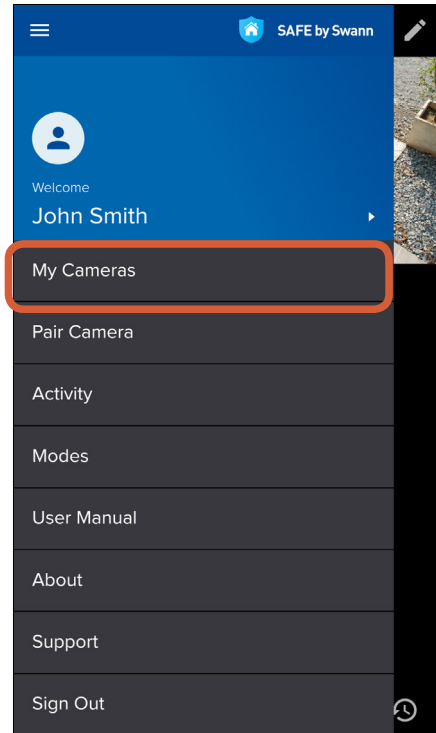 SAFE by Swann
Welcome
John Smith
My Cameras
Pair Camera
Activity
Modes
User Manual
About
Support
Sign Out